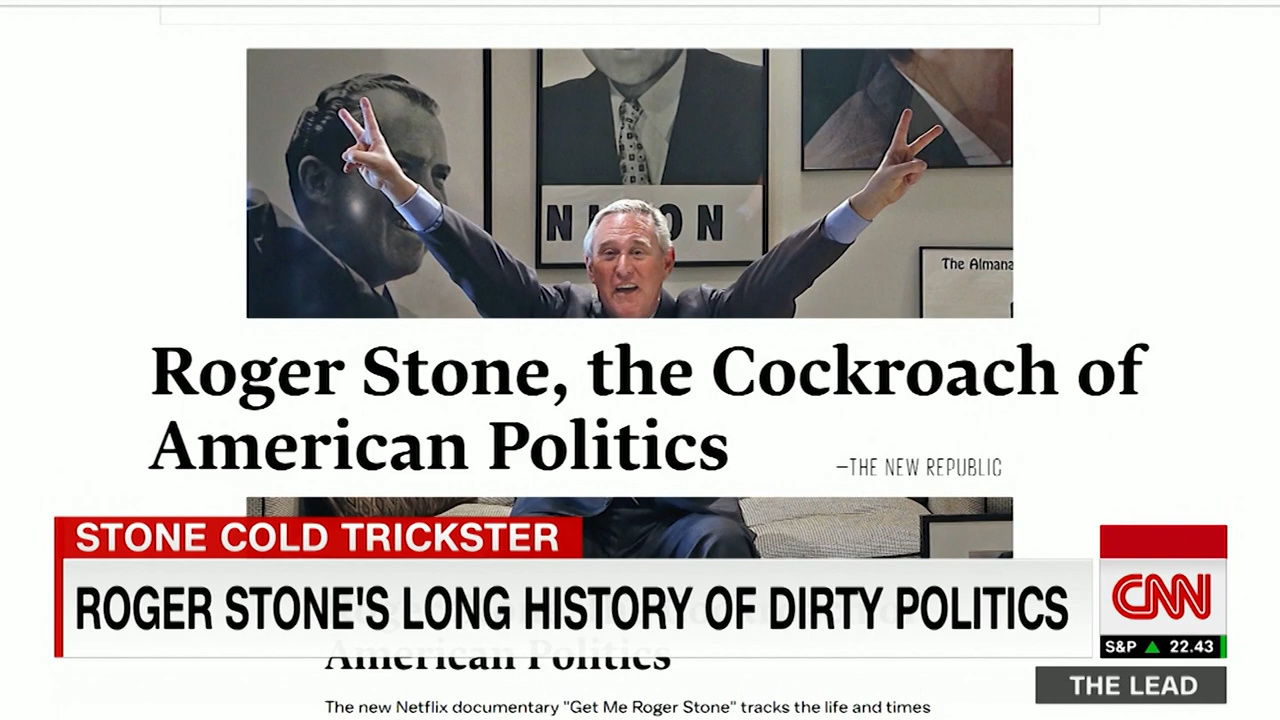 NIXON
The Almana
Roger Stone, the Cockroach of
American Politics
—THE NEW REPUBLIC
STONE COLD TRICKSTER
ROGER STONE'S LONG HISTORY OF DIRTY POLITICS
CNN
S&P ▲ 22.43
THE LEAD
American Politics
The new Netflix documentary "Get Me Roger Stone" tracks the life and times